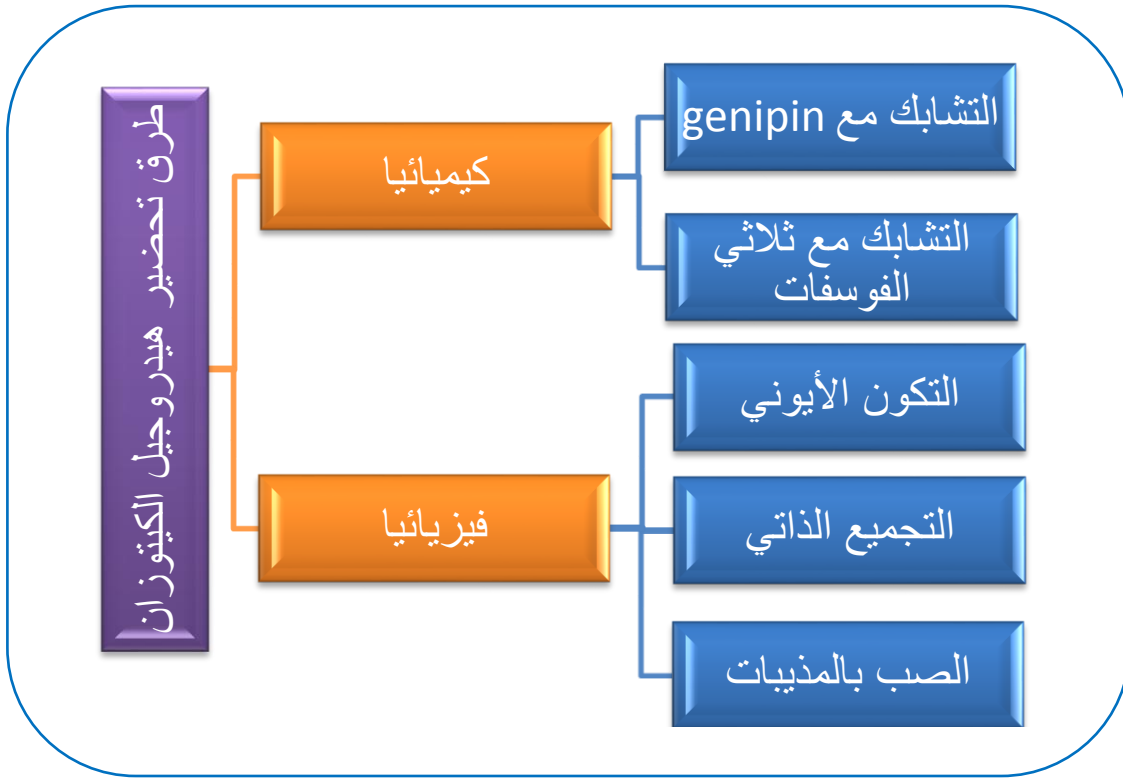 طرق تحضير هيدروجيل الكيتوزان
كيميائيا
التشابك مع genipin
التشابك مع ثلاثي
الفوسفات
فيزيائيا
التكون الأيوني
التجميع الذاتي
الصب بالمذيبات